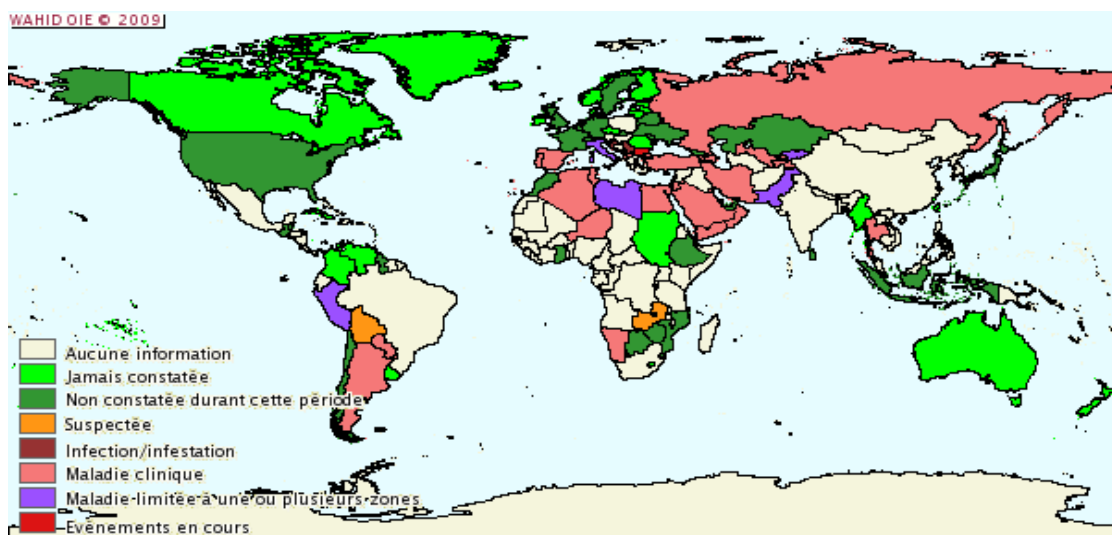 WAHID OIE © 2009
Aucune information
Jamais constatée
Non constatée durant cette période
Suspectée
Infection/infestation
Maladie clinique
Maladie limitée à une ou plusieurs zones
Evénements en cours